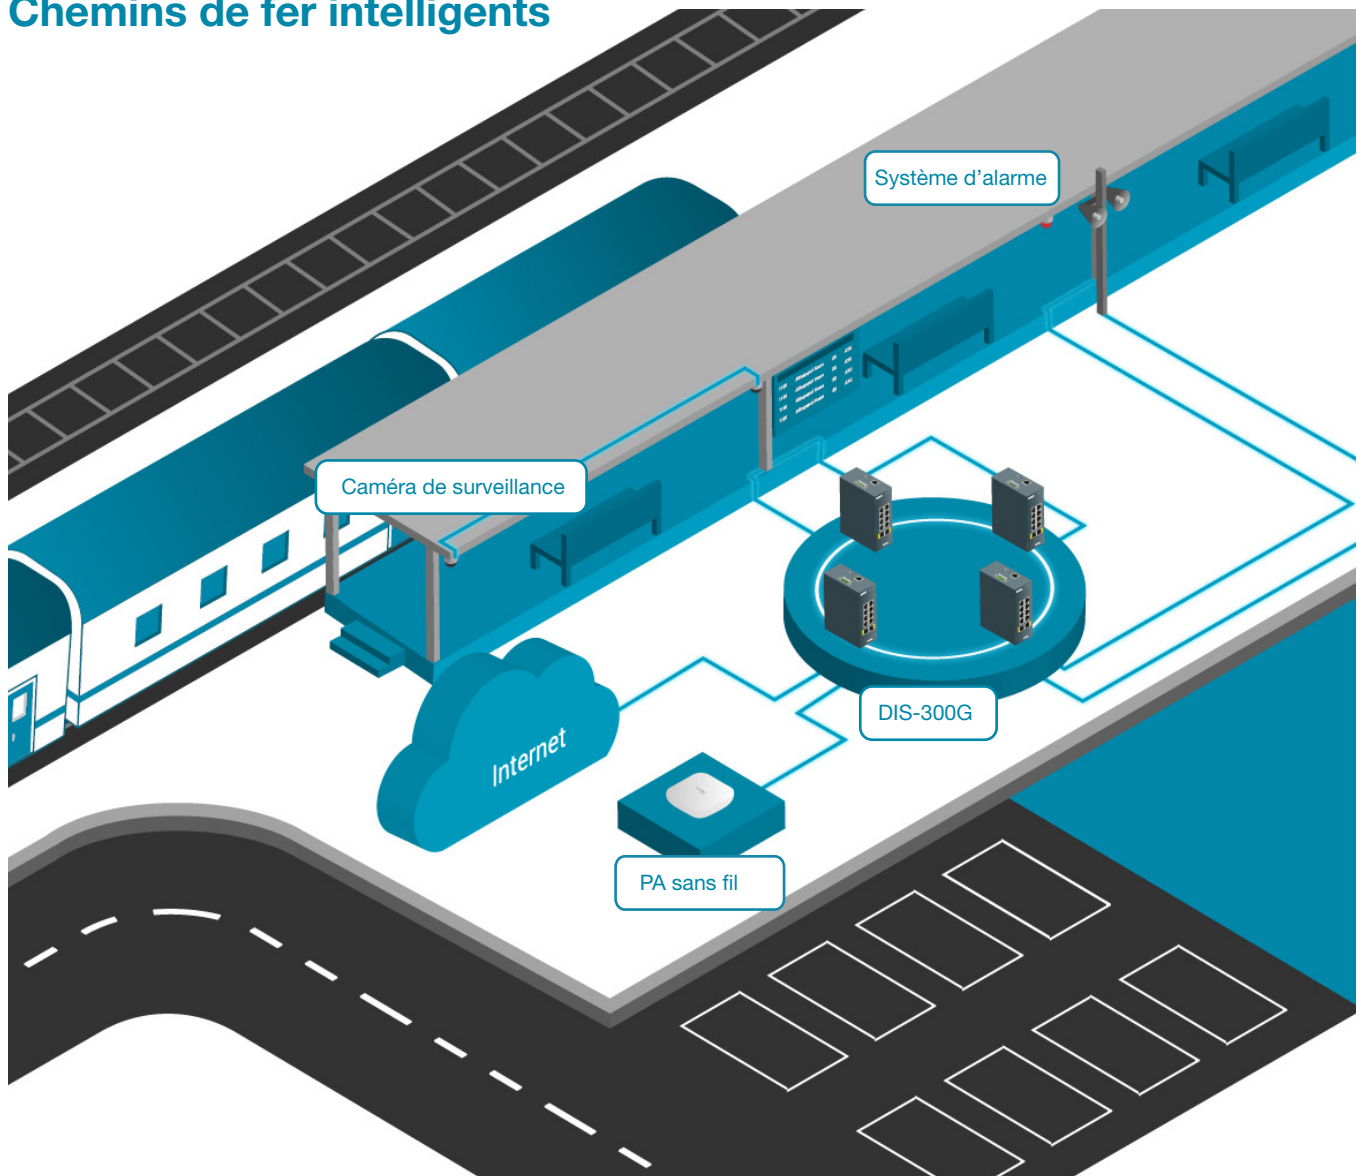 Chemins de fer intelligents
Système d’alarme
Caméra de surveillance
DIS-300G
Internet
PA sans fil